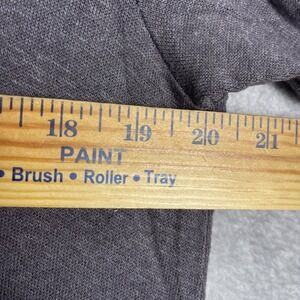 18 19 20 21
PAINT
• Brush • Roller • Tray